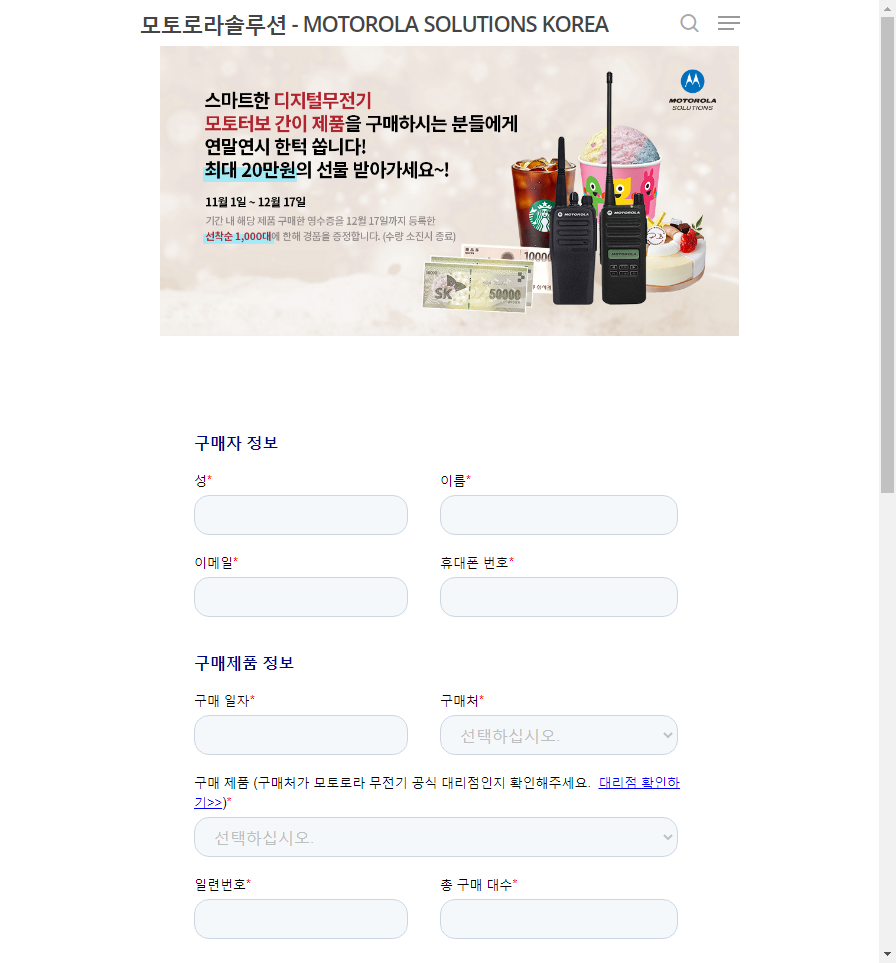 모토로라솔루션 - MOTOROLA SOLUTIONS KOREA
스마트한 디지털무전기
모토터보 간이 제품을 구매하시는 분들에게
연말연시 한턱 쏩니다!
최대 20만원의 선물 받아가세요~!
11월 1일 ~ 12월 17일
기간 내 해당 제품 구매한 영수증을 12월 17일까지 등록한
선착순 1,000대에 한해 경품을 증정합니다. (수량 소진시 종료)
MOTOROLA
SOLUTIONS
MOTOROLA
MOTOROLA
MOTOROLA
10000
SK
50000
구매자 정보
성*
이름*
이메일*
휴대폰 번호*
구매제품 정보
구매 일자*
구매처*
선택하십시오.
구매 제품 (구매처가 모토로라 무전기 공식 대리점인지 확인해주세요. 대리점 확인하
기>>)*
선택하십시오.
일련번호*
총 구매 대수*